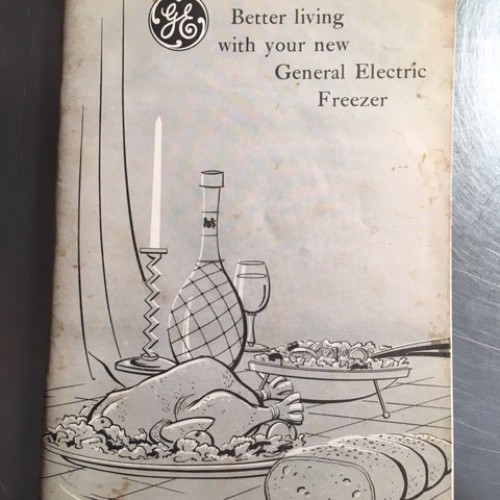 GE
Better living
with your new
General Electric
Freezer